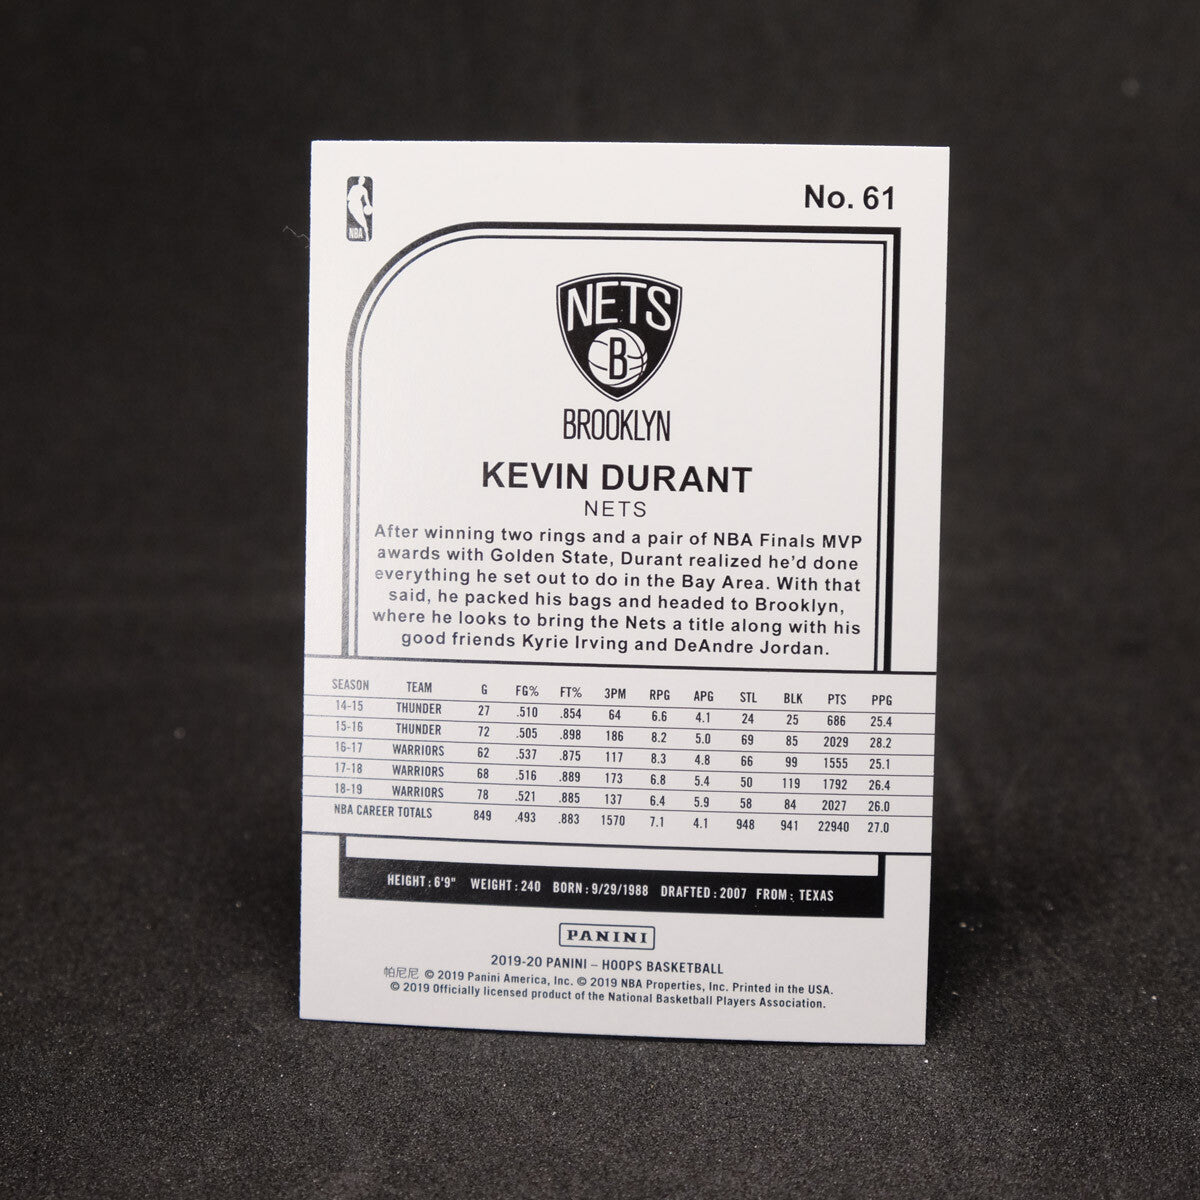 NBA
No. 61
NETS
B
BROOKLYN
KEVIN DURANT
NETS
After winning two rings and a pair of NBA Finals MVP
awards with Golden State, Durant realized he'd done
everything he set out to do in the Bay Area. With that
said, he packed his bags and headed to Brooklyn,
where he looks to bring the Nets a title along with his
good friends Kyrie Irving and DeAndre Jordan.
SEASON TEAM G FG% FT% 3PM RPG APG STL BLK PTS PPG
14-15 THUNDER 27 .510 .854 64 6.6 4.1 24 25 686 25.4
15-16 THUNDER 72 .505 .898 186 8.2 5.0 69 85 2029 28.2
16-17 WARRIORS 62 .537 .875 117 8.3 4.8 66 99 1555 25.1
17-18 WARRIORS 68 .516 .889 173 6.8 5.4 50 119 1792 26.4
18-19 WARRIORS 78 .521 .885 137 6.4 5.9 58 84 2027 26.0
NBA CAREER TOTALS 849 .493 .883 1570 7.1 4.1 948 941 22940 27.0
HEIGHT: 6'9" WEIGHT: 240 BORN: 9/29/1988 DRAFTED: 2007 FROM: TEXAS
PANINI
2019-20 PANINI – HOOPS BASKETBALL
帕尼尼 © 2019 Panini America, Inc. © 2019 NBA Properties, Inc. Printed in the USA.
© 2019 Officially licensed product of the National Basketball Players Association.